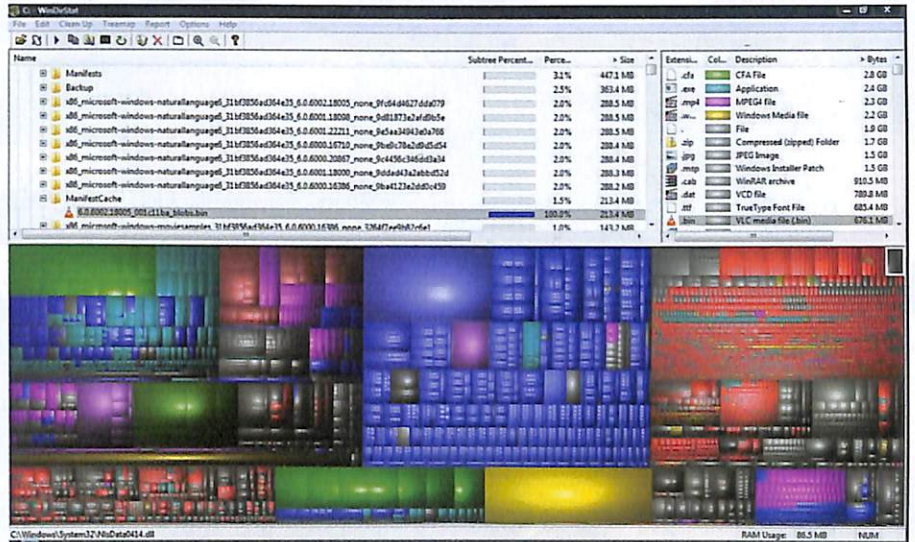 C: - WinDirStat
File Edit Clean Up Treemap Report Options Help
Name Subtree Percent... Perce... > Size
Manifests 3.1% 447.1 MB
Backup 2.5% 363.4 MB
x86_microsoft-windows-naturallanguage6_31bf3856ad364e35_6.0.6002.18005_none_9fc64d4627dda079 2.0% 288.5 MB
x86_microsoft-windows-naturallanguage6_31bf3856ad364e35_6.0.6001.18098_none_9d81873e2afd9b5e 2.0% 288.5 MB
x86_microsoft-windows-naturallanguage6_31bf3856ad364e35_6.0.6001.22211_none_9e5aa34943e0a766 2.0% 288.5 MB
x86_microsoft-windows-naturallanguage6_31bf3856ad364e35_6.0.6000.16710_none_9be9c78e2d9d5d54 2.0% 288.4 MB
x86_microsoft-windows-naturallanguage6_31bf3856ad364e35_6.0.6000.20867_none_9c4456c346dd3a34 2.0% 288.4 MB
x86_microsoft-windows-naturallanguage6_31bf3856ad364e35_6.0.6001.18000_none_9ddad43a2abbd52d 2.0% 288.3 MB
x86_microsoft-windows-naturallanguage6_31bf3856ad364e35_6.0.6000.16386_none_9ba4123e2dd0c459 2.0% 288.2 MB
ManifestCache 1.5% 213.4 MB
6.0.6002.18005_001c11ba_blobs.bin 100.0% 213.4 MB
x86_microsoft-windows-moviesamples_31bf3856ad364e35_6.0.6000.16386_none_3264f7ee9b82c6e1 1.0% 143.2 MB
Extensi... Col... Description > Bytes
.cfa CFA File 2.8 GB
.exe Application 2.4 GB
.mp4 MPEG4 file 2.3 GB
.w... Windows Media file 2.2 GB
. File 1.9 GB
.zip Compressed (zipped) Folder 1.7 GB
.jpg JPEG Image 1.5 GB
.msp Windows Installer Patch 1.5 GB
.cab WinRAR archive 910.5 MB
.dat VCD file 789.8 MB
.ttf TrueType Font File 685.4 MB
.bin VLC media file (.bin) 676.1 MB
C:\Windows\System32\NlsData0414.dll RAM Usage: 86.5 MB NUM